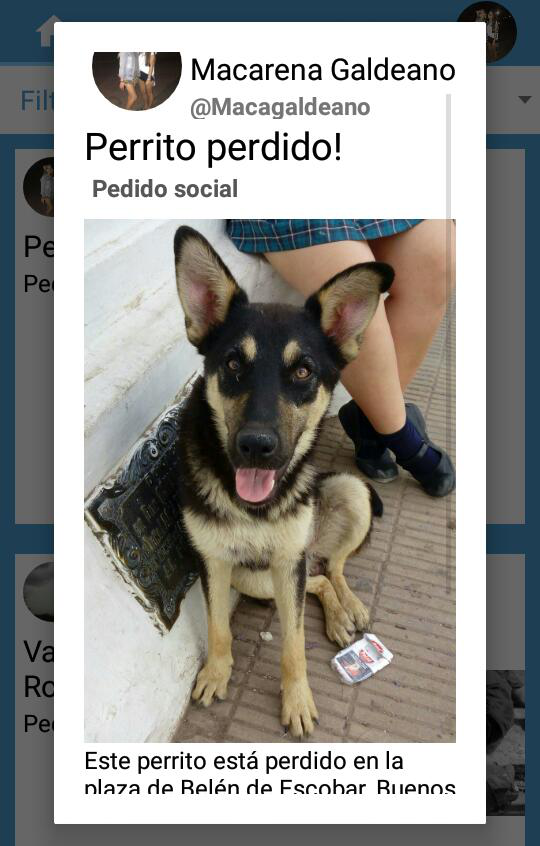 Macarena Galdeano
@Macagaldeano
Filt
Perrito perdido!
Pedido social
Pe
Pe
Este perrito está perdido en la
plaza de Belén de Escobar, Buenos
Va
Ro
Pe